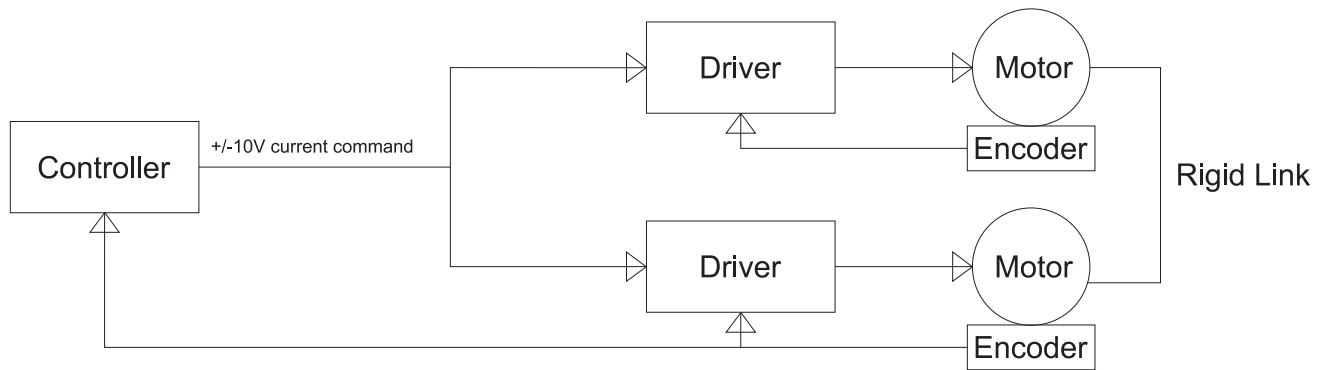 Driver
Motor
Encoder
+/-10V current command
Controller
Rigid Link
Driver
Motor
Encoder